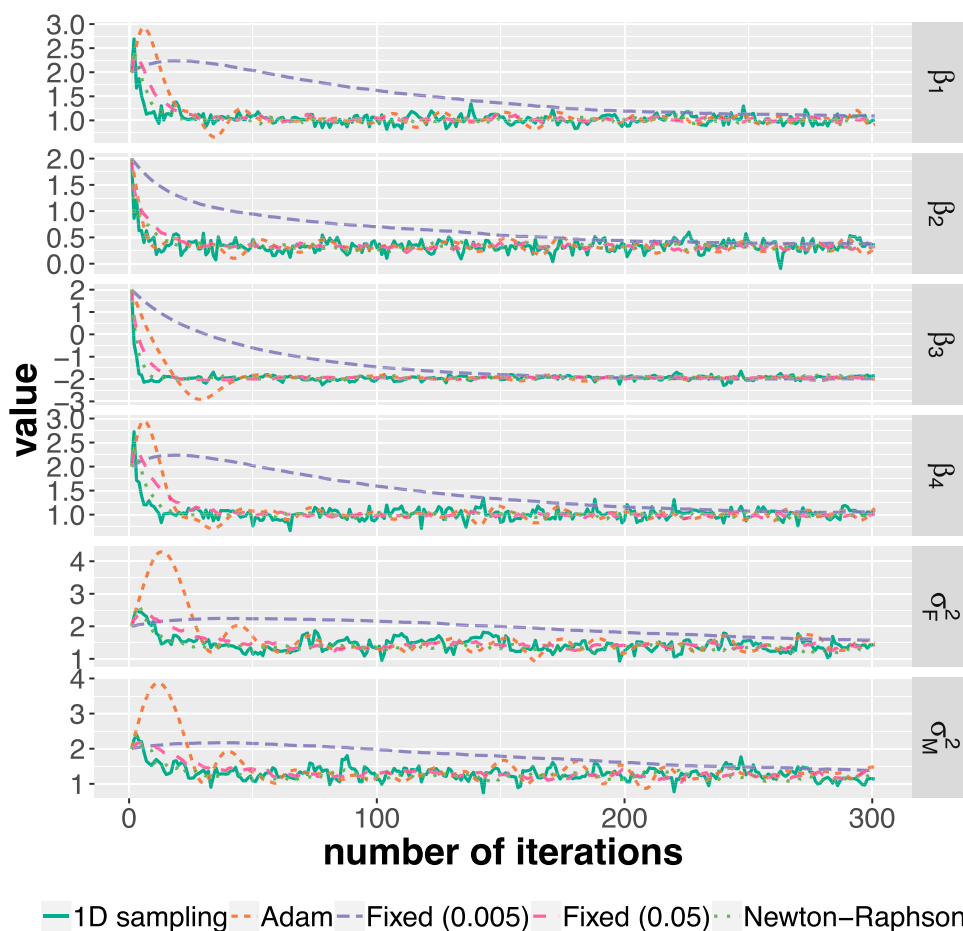 3.0
2.5
2.0
1.5
1.0
β1
2.0
1.5
1.0
0.5
0.0
β2
2
1
0
−1
−2
−3
β3
3.0
2.5
2.0
1.5
1.0
β4
4
3
2
1
σ²F
4
3
2
1
σ²M
value
0 100 200 300
number of iterations
1D sampling Adam Fixed (0.005) Fixed (0.05) Newton−Raphson